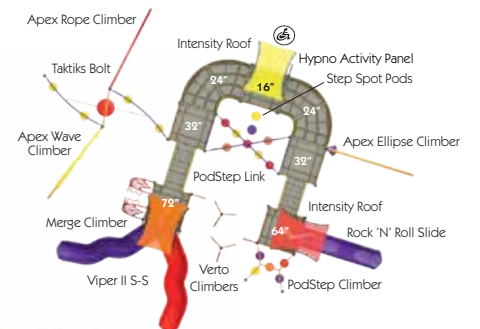 Apex Rope Climber
Intensity Roof
Hypno Activity Panel
Taktiks Bolt
Step Spot Pods
24"
16"
24"
32"
32"
Apex Wave
Climber
Apex Ellipse Climber
PodStep Link
72"
Intensity Roof
Merge Climber
64"
Rock 'N' Roll Slide
Viper II S-S
Verto
Climbers
PodStep Climber